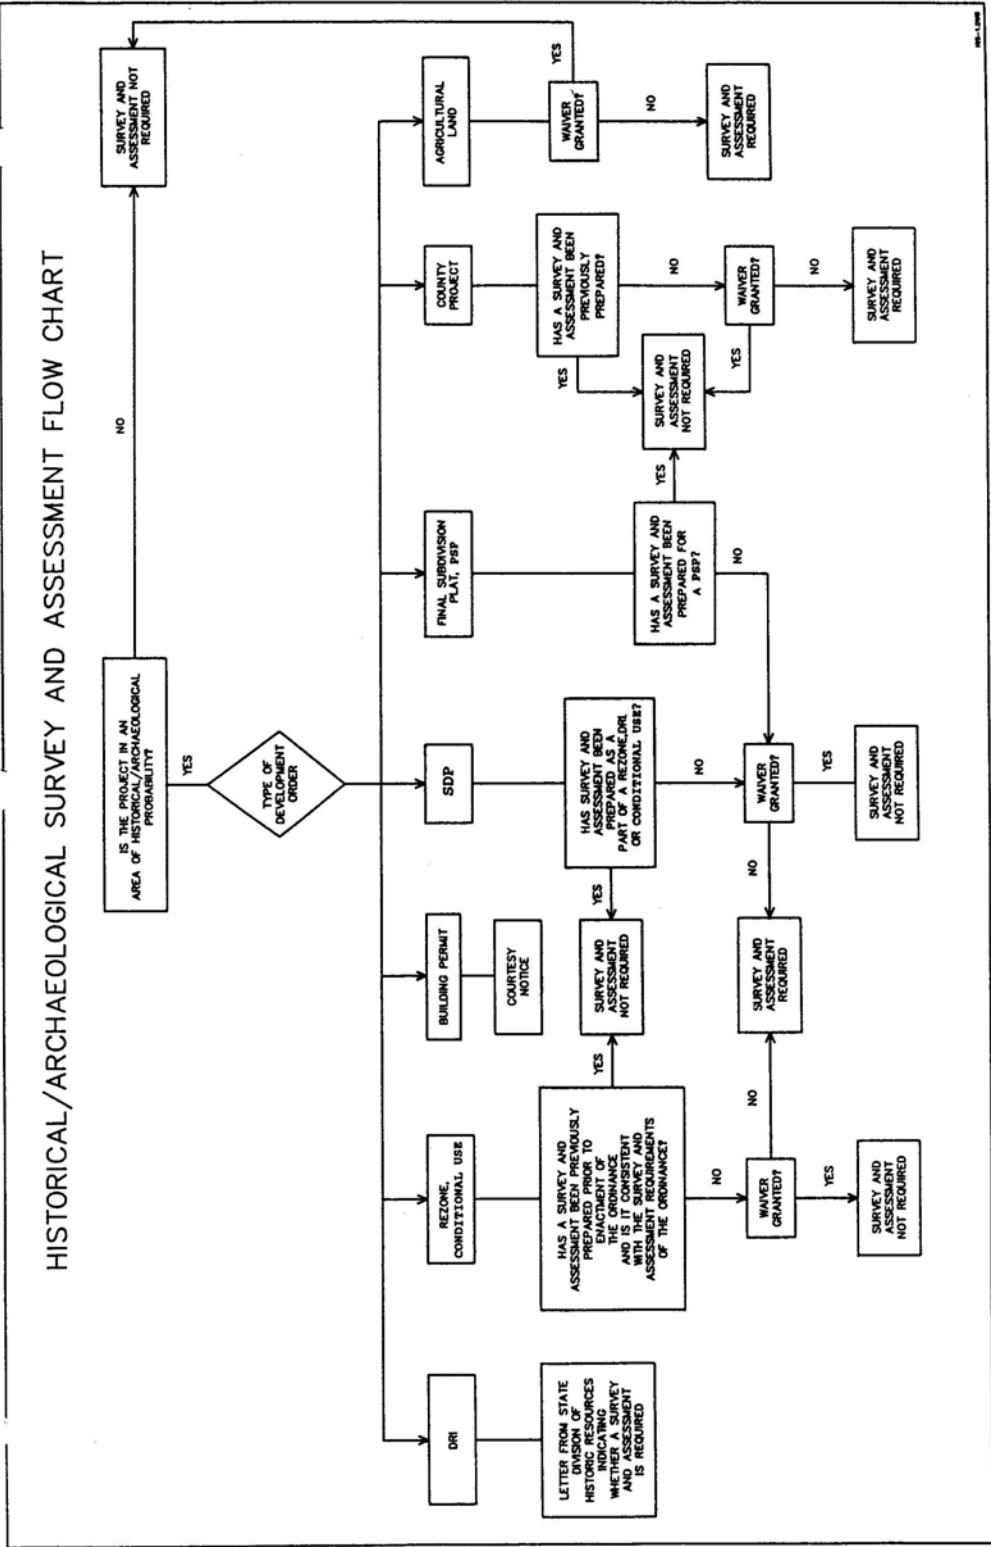 HISTORICAL/ARCHAEOLOGICAL SURVEY AND ASSESSMENT FLOW CHART
IS THE PROJECT IN AN
AREA OF HISTORICAL/ARCHAEOLOGICAL
PROBABILITY?
NO
SURVEY AND
ASSESSMENT NOT
REQUIRED
YES
TYPE OF
DEVELOPMENT
ORDER
DRI
LETTER FROM STATE
DIVISION OF
HISTORIC RESOURCES
INDICATING
WHETHER A SURVEY
AND ASSESSMENT
IS REQUIRED
REZONE,
CONDITIONAL USE
HAS A SURVEY AND
ASSESSMENT BEEN PREVIOUSLY
PREPARED PRIOR TO
ENACTMENT OF
THE ORDINANCE
AND IS IT CONSISTENT
WITH THE SURVEY AND
ASSESSMENT REQUIREMENTS
OF THE ORDINANCE?
YES
NO
WAIVER
GRANTED?
NO
YES
SURVEY AND
ASSESSMENT
NOT REQUIRED
BUILDING PERMIT
COURTESY
NOTICE
SURVEY AND
ASSESSMENT
NOT REQUIRED
SURVEY AND
ASSESSMENT
REQUIRED
SDP
HAS SURVEY AND
ASSESSMENT BEEN
PREPARED AS A
PART OF A REZONE,DRI,
OR CONDITIONAL USE?
YES
NO
WAIVER
GRANTED?
NO
YES
SURVEY AND
ASSESSMENT
NOT REQUIRED
FINAL SUBDIVISION
PLAT, PSP
HAS A SURVEY AND
ASSESSMENT BEEN
PREPARED FOR
A PSP?
YES
NO
SURVEY AND
ASSESSMENT
NOT REQUIRED
COUNTY
PROJECT
HAS A SURVEY AND
ASSESSMENT BEEN
PREVIOUSLY
PREPARED?
YES
NO
WAIVER
GRANTED?
YES
NO
SURVEY AND
ASSESSMENT
REQUIRED
AGRICULTURAL
LAND
WAIVER
GRANTED?
YES
NO
SURVEY AND
ASSESSMENT
REQUIRED